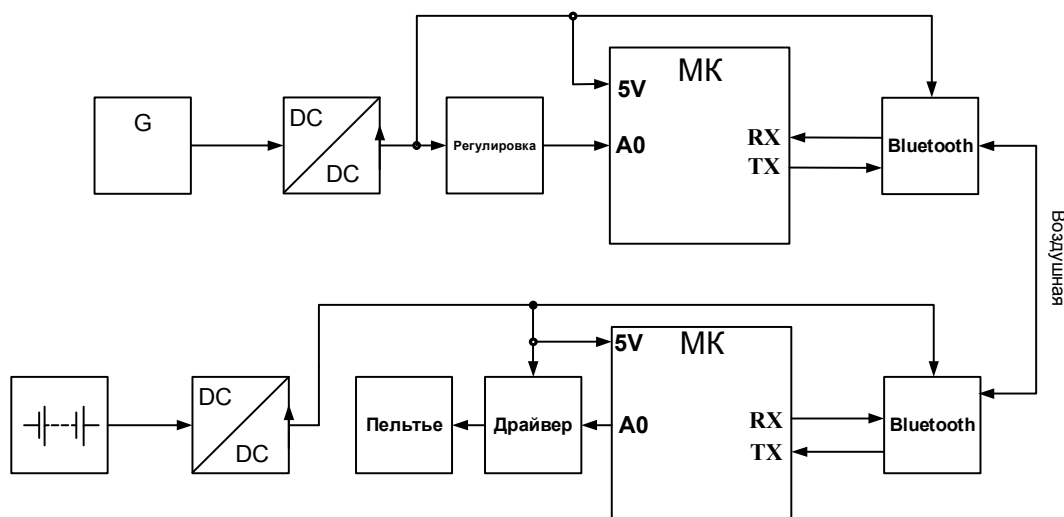 G
DC
DC
Регулировка
МК
5V
A0
RX
TX
Bluetooth
Воздушная
DC
DC
Пельтье
Драйвер
МК
5V
A0
RX
TX
Bluetooth